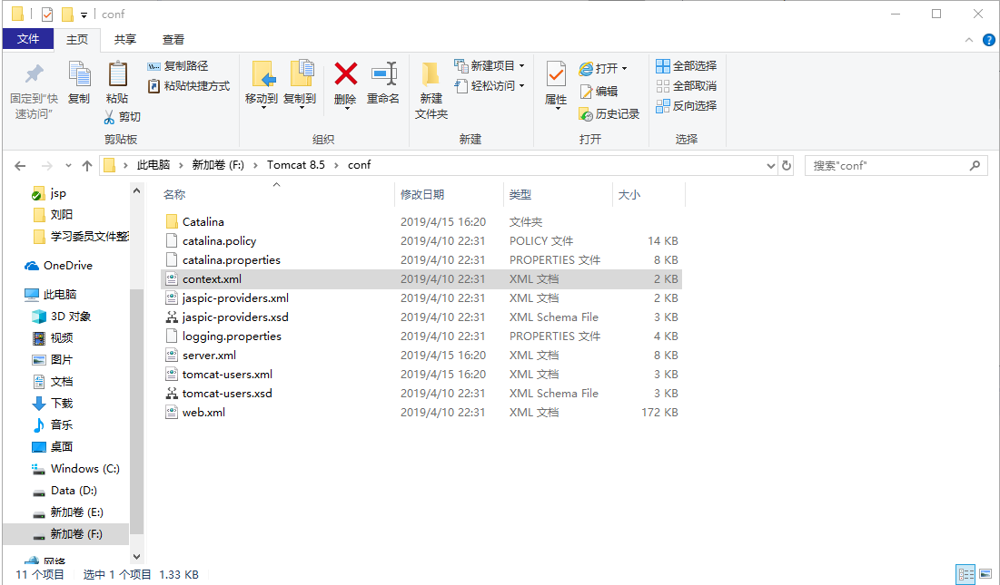 conf
文件 主页 共享 查看
固定到"快速访问"
复制
粘贴
复制路径
粘贴快捷方式
剪切
剪贴板
移动到
复制到
删除
重命名
组织
新建
文件夹
新建项目
轻松访问
新建
属性
打开
编辑
历史记录
打开
全部选择
全部取消
反向选择
选择
此电脑 新加卷 (F:) Tomcat 8.5 conf
搜索"conf"
jsp
刘阳
学习委员文件整
OneDrive
此电脑
3D 对象
视频
图片
文档
下载
音乐
桌面
Windows (C:)
Data (D:)
新加卷 (E:)
新加卷 (F:)
网络
名称 修改日期 类型 大小
Catalina 2019/4/15 16:20 文件夹
catalina.policy 2019/4/10 22:31 POLICY 文件 14 KB
catalina.properties 2019/4/10 22:31 PROPERTIES 文件 8 KB
context.xml 2019/4/10 22:31 XML 文档 2 KB
jaspic-providers.xml 2019/4/10 22:31 XML 文档 2 KB
jaspic-providers.xsd 2019/4/10 22:31 XML Schema File 3 KB
logging.properties 2019/4/10 22:31 PROPERTIES 文件 4 KB
server.xml 2019/4/15 16:20 XML 文档 8 KB
tomcat-users.xml 2019/4/15 16:20 XML 文档 3 KB
tomcat-users.xsd 2019/4/10 22:31 XML Schema File 3 KB
web.xml 2019/4/10 22:31 XML 文档 172 KB
11 个项目 选中 1 个项目 1.33 KB